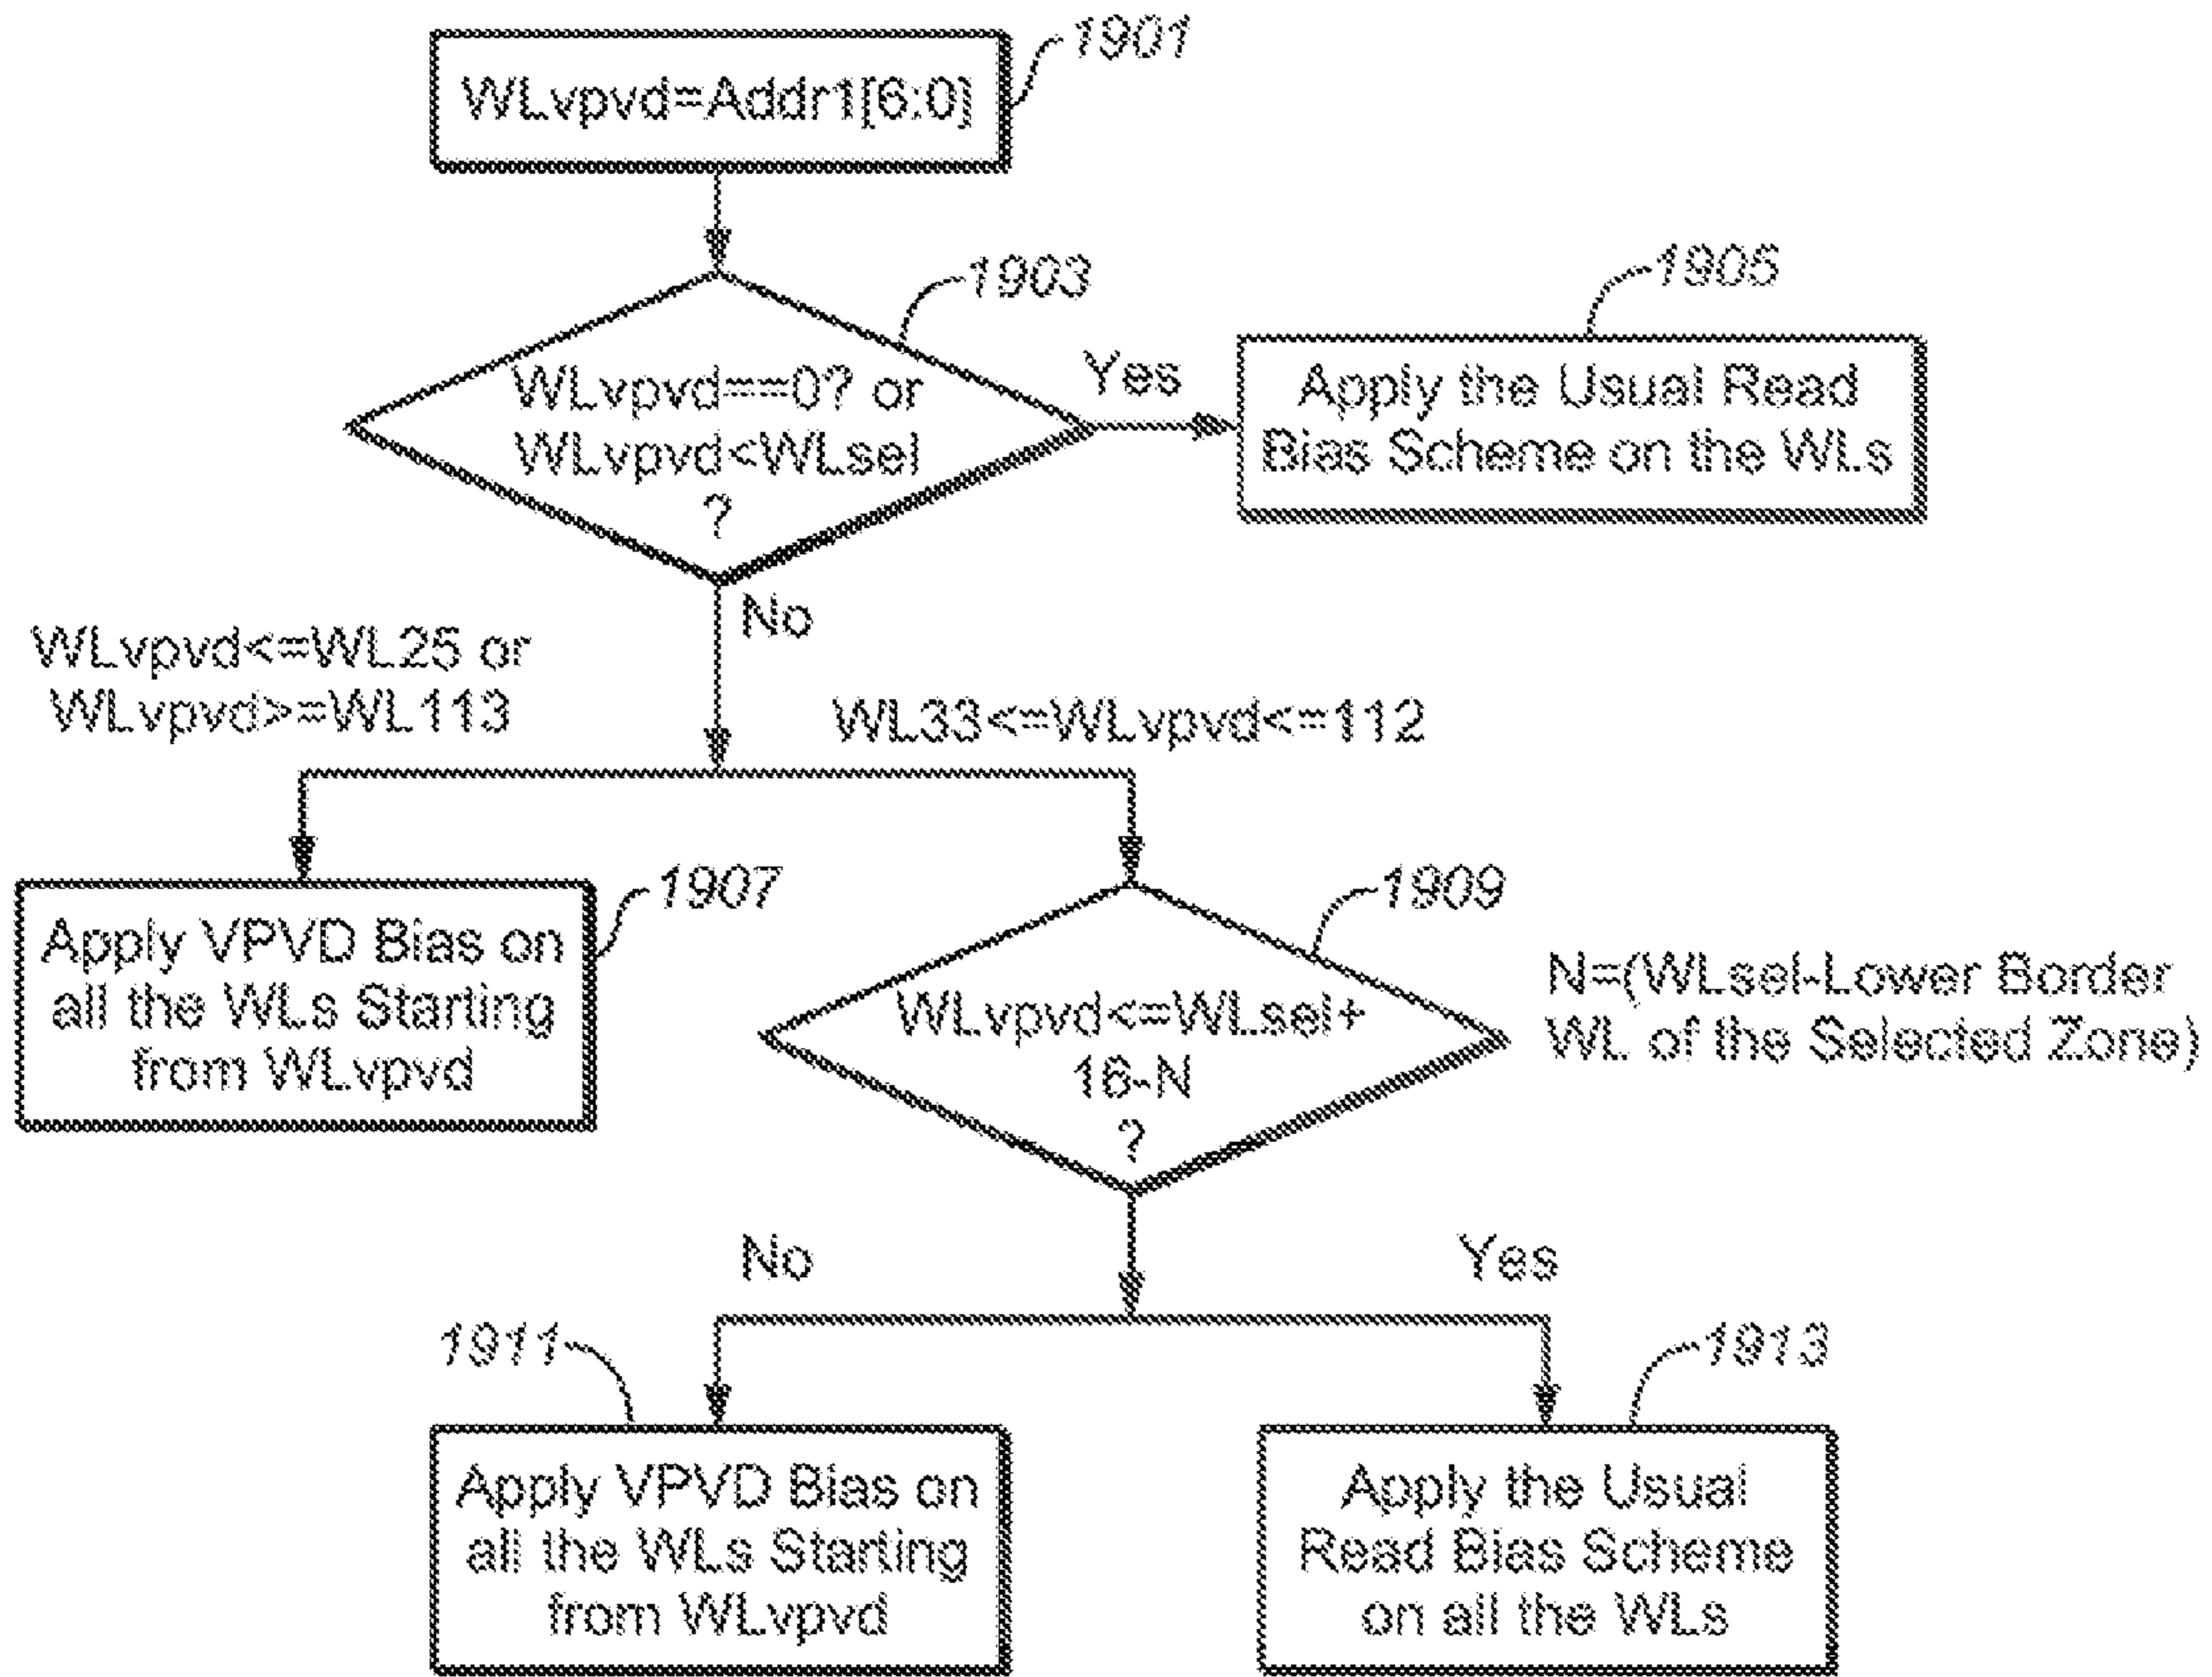 1901
WLvpvd=Addr1[6:0]
1903
WLvpvd==0? or
WLvpvd<WLsel
?
Yes
1905
Apply the Usual Read
Bias Scheme on the WLs
No
WLvpvd<=WL25 or
WLvpvd>=WL113
WL33<=WLvpvd<=112
1907
Apply VPVD Bias on
all the WLs Starting
from WLvpvd
1909
WLvpvd<=WLsel+
16-N
?
N=(WLsel-Lower Border
WL of the Selected Zone)
No
Yes
1911
Apply VPVD Bias on
all the WLs Starting
from WLvpvd
1913
Apply the Usual
Read Bias Scheme
on all the WLs